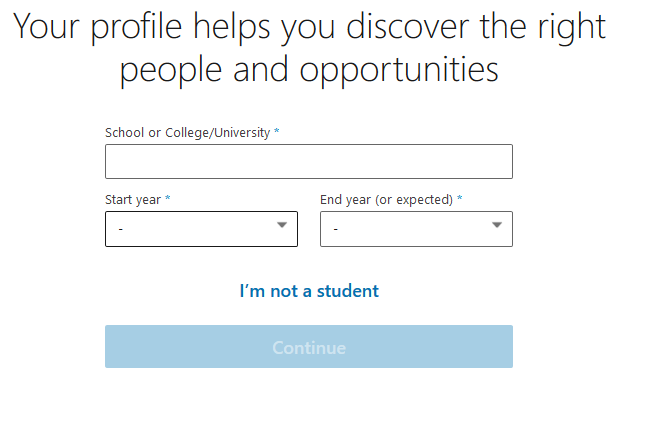 Your profile helps you discover the right
people and opportunities
School or College/University *
Start year *
End year (or expected) *
-
-
I'm not a student
Continue